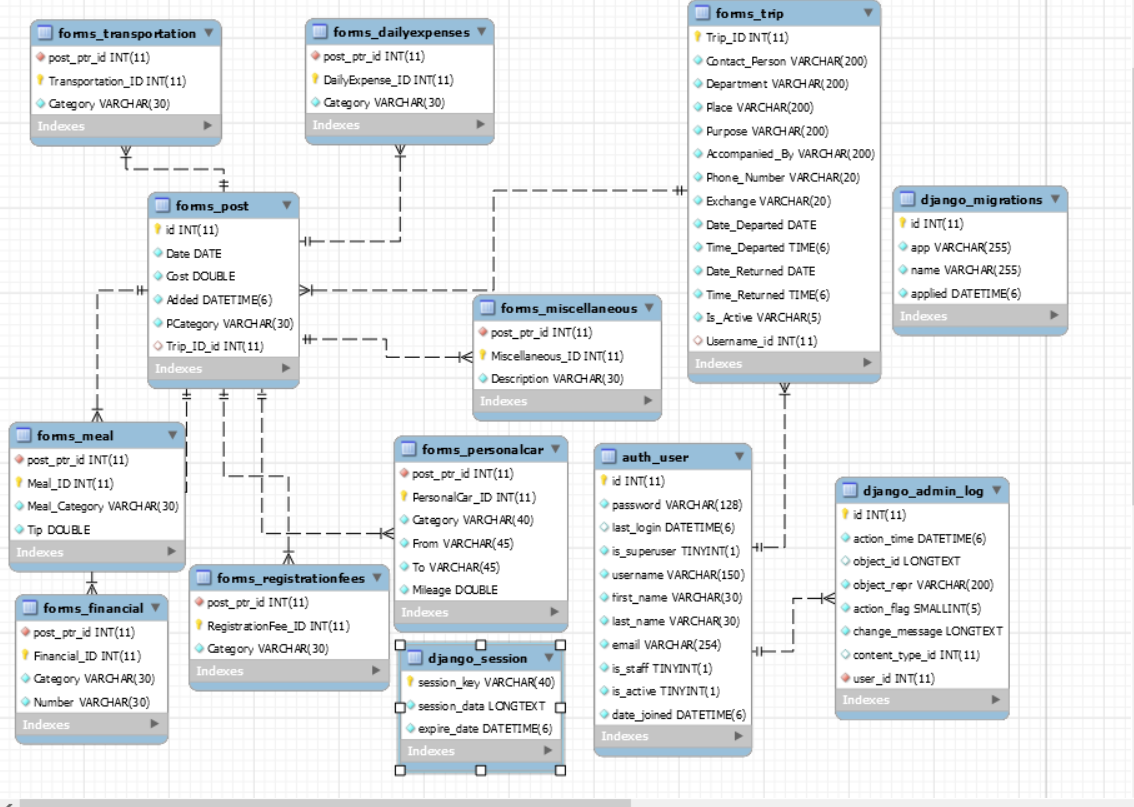 forms_transportation
post_ptr_id INT(11)
Transportation_ID INT(11)
Category VARCHAR(30)
Indexes
forms_dailyexpenses
post_ptr_id INT(11)
DailyExpense_ID INT(11)
Category VARCHAR(30)
Indexes
forms_trip
Trip_ID INT(11)
Contact_Person VARCHAR(200)
Department VARCHAR(200)
Place VARCHAR(200)
Purpose VARCHAR(200)
Accompanied_By VARCHAR(200)
Phone_Number VARCHAR(20)
Exchange VARCHAR(20)
Date_Departed DATE
Time_Departed TIME(6)
Date_Returned DATE
Time_Returned TIME(6)
Is_Active VARCHAR(5)
Username_id INT(11)
Indexes
django_migrations
id INT(11)
app VARCHAR(255)
name VARCHAR(255)
applied DATETIME(6)
Indexes
forms_post
id INT(11)
Date DATE
Cost DOUBLE
Added DATETIME(6)
PCategory VARCHAR(30)
Trip_ID_id INT(11)
Indexes
forms_miscellaneous
post_ptr_id INT(11)
Miscellaneous_ID INT(11)
Description VARCHAR(30)
Indexes
forms_meal
post_ptr_id INT(11)
Meal_ID INT(11)
Meal_Category VARCHAR(30)
Tip DOUBLE
Indexes
forms_financial
post_ptr_id INT(11)
Financial_ID INT(11)
Category VARCHAR(30)
Number VARCHAR(30)
Indexes
forms_registrationfees
post_ptr_id INT(11)
RegistrationFee_ID INT(11)
Category VARCHAR(30)
Indexes
forms_personalcar
post_ptr_id INT(11)
PersonalCar_ID INT(11)
Category VARCHAR(40)
From VARCHAR(45)
To VARCHAR(45)
Mileage DOUBLE
Indexes
django_session
session_key VARCHAR(40)
session_data LONGTEXT
expire_date DATETIME(6)
Indexes
auth_user
id INT(11)
password VARCHAR(128)
last_login DATETIME(6)
is_superuser TINYINT(1)
username VARCHAR(150)
first_name VARCHAR(30)
last_name VARCHAR(30)
email VARCHAR(254)
is_staff TINYINT(1)
is_active TINYINT(1)
date_joined DATETIME(6)
Indexes
django_admin_log
id INT(11)
action_time DATETIME(6)
object_id LONGTEXT
object_repr VARCHAR(200)
action_flag SMALLINT(5)
change_message LONGTEXT
content_type_id INT(11)
user_id INT(11)
Indexes